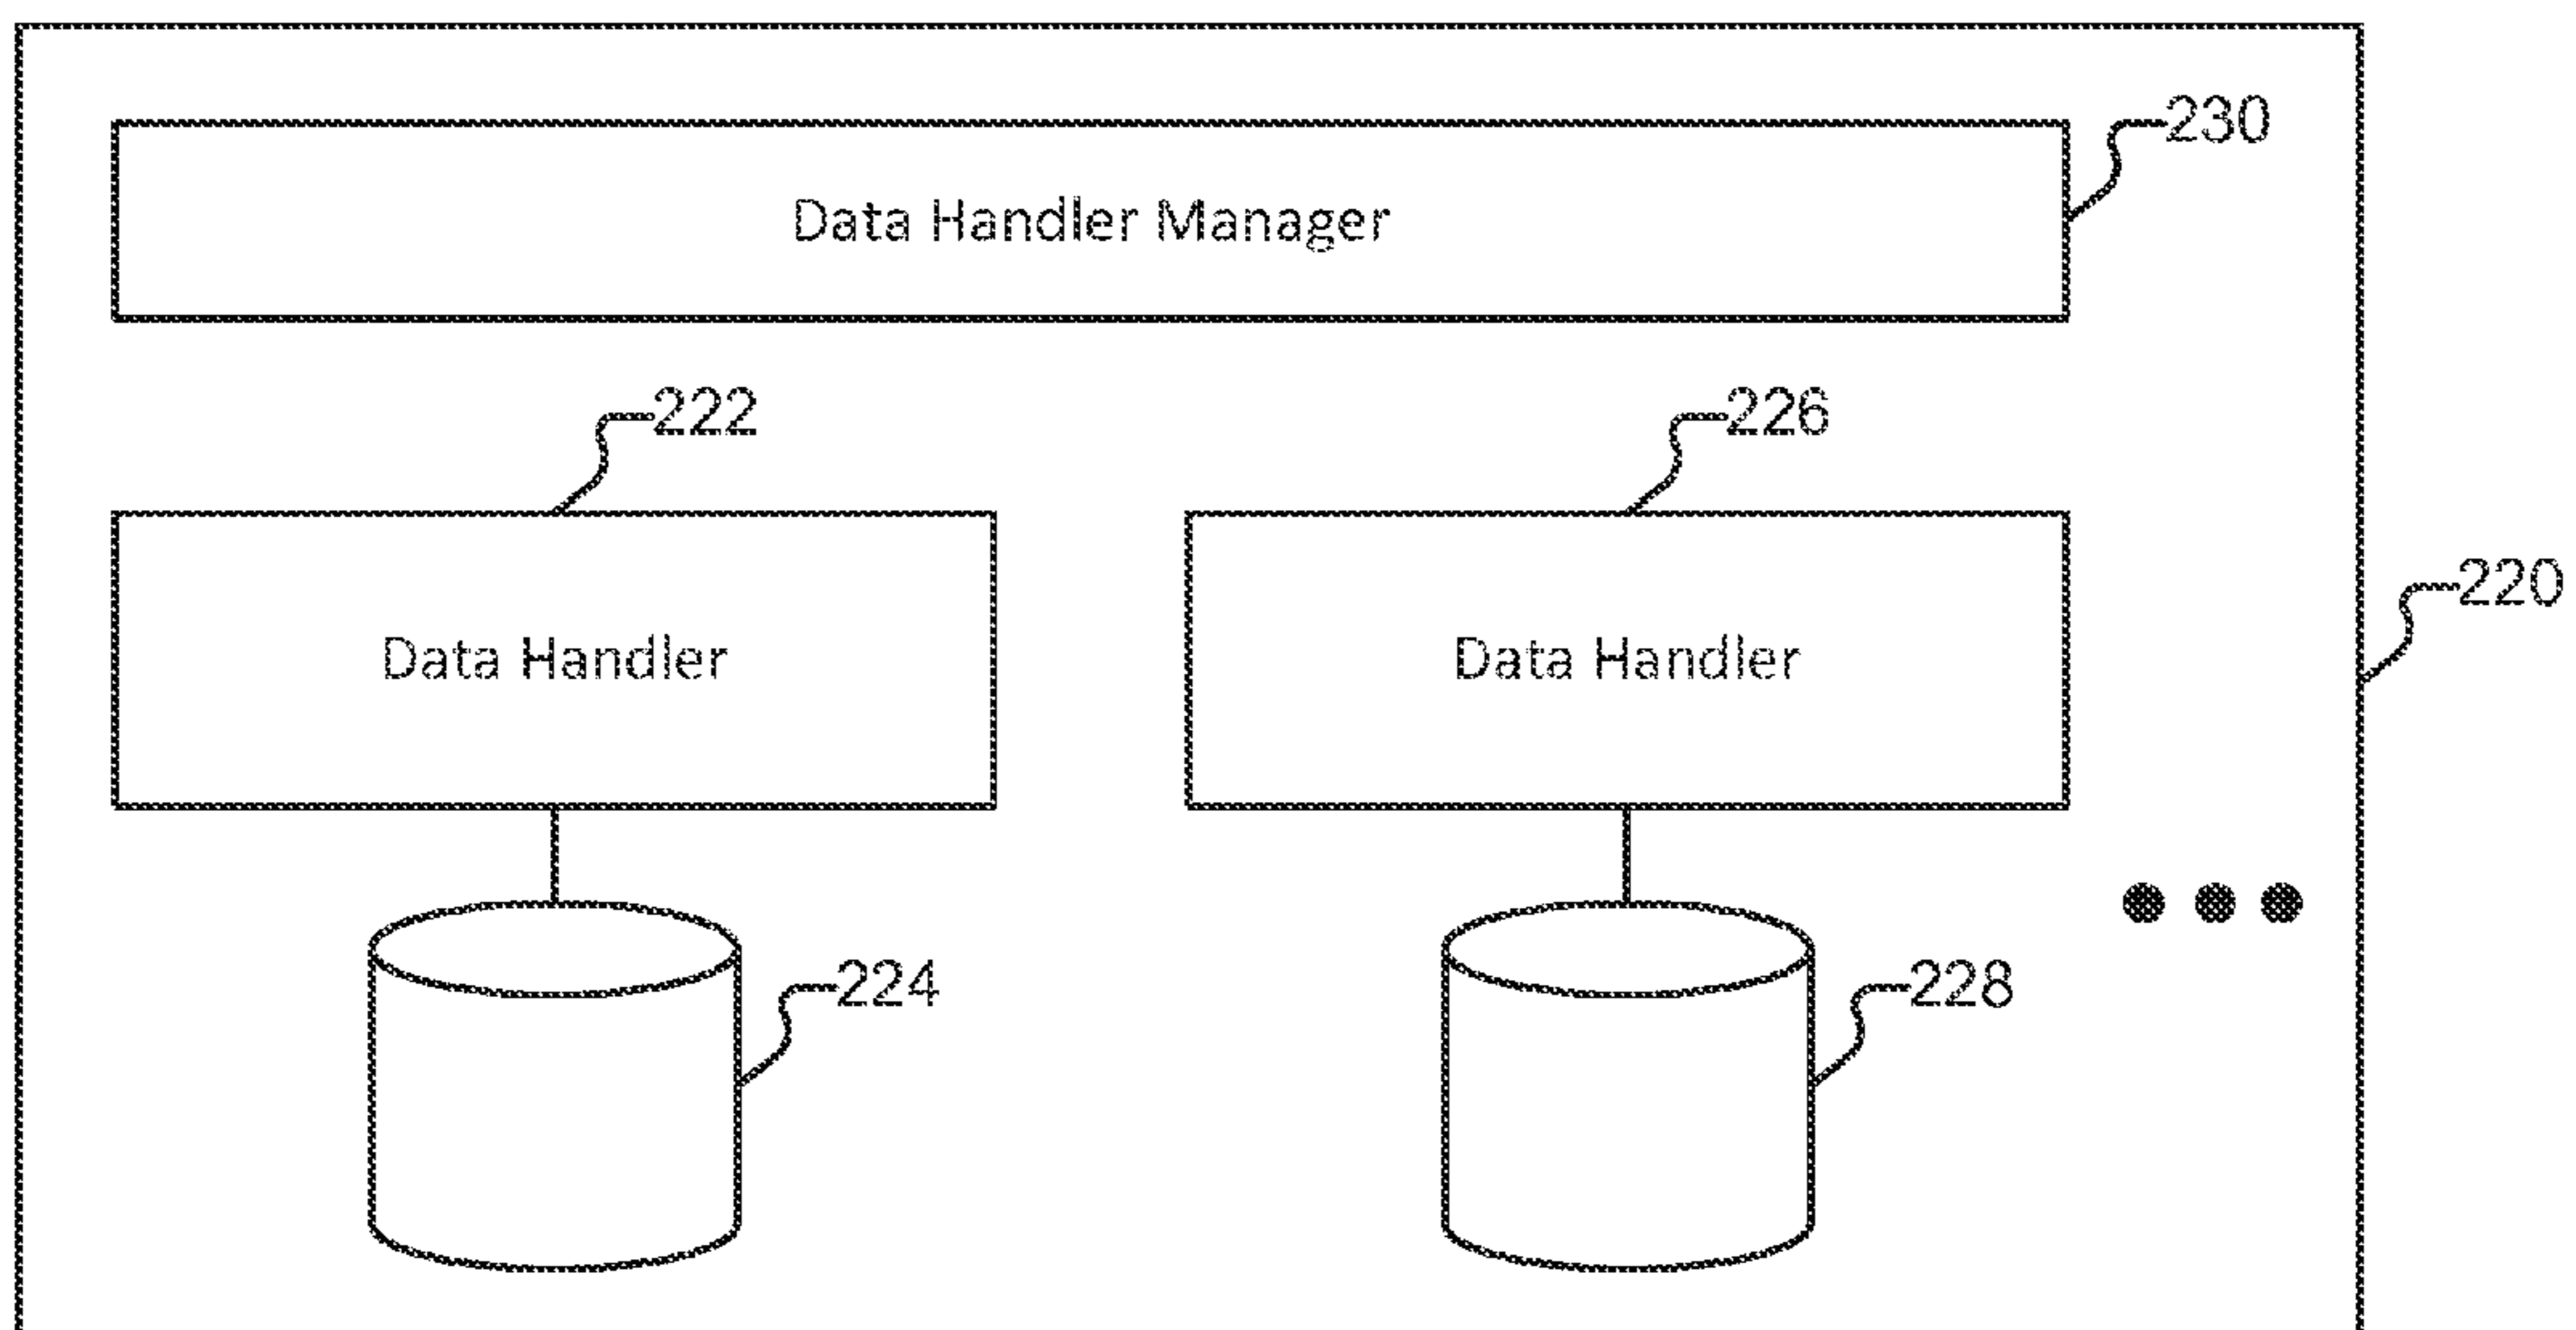 230
Data Handler Manager
222
226
220
Data Handler
Data Handler
224
228